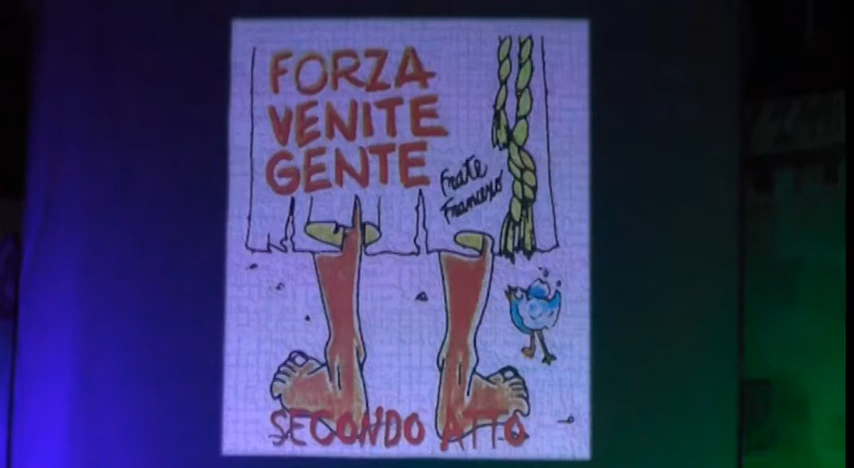 FORZA
VENITE
GENTE
Frate
Francesco
SECONDO ATTO